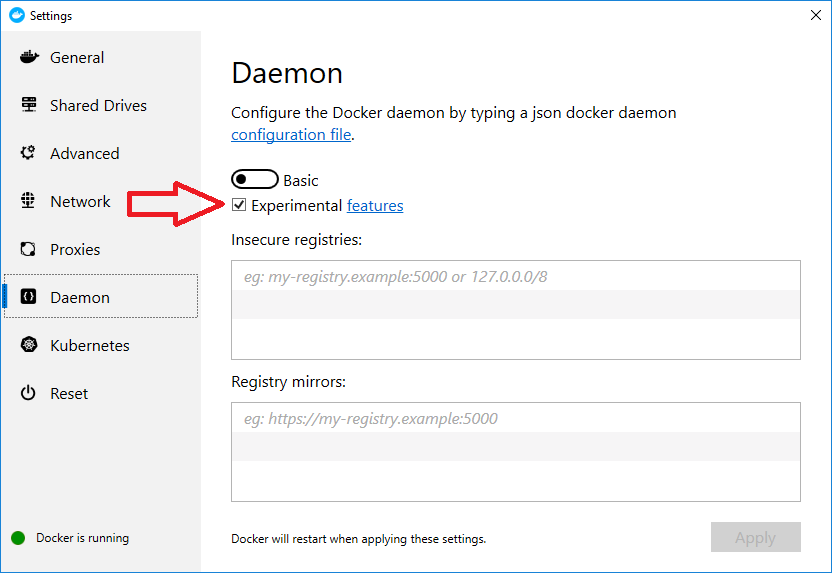 Settings
General
Shared Drives
Advanced
Network
Proxies
Daemon
Kubernetes
Reset
Docker is running
Daemon
Configure the Docker daemon by typing a json docker daemon
configuration file.
Basic
Experimental features
Insecure registries:
eg: my-registry.example:5000 or 127.0.0.0/8
Registry mirrors:
eg: https://my-registry.example:5000
Docker will restart when applying these settings.
Apply